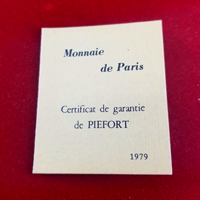 Monnaie
de Paris
Certificat de garantie
de PIEFORT
1979